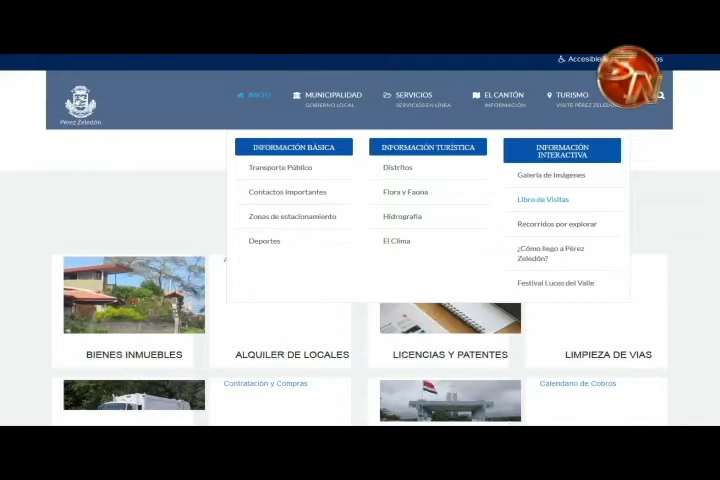 Accesible
SN
INICIO
MUNICIPALIDAD
GOBIERNO LOCAL
SERVICIOS
SERVICIOS EN LÍNEA
EL CANTÓN
INFORMACIÓN
TURISMO
VISITE PÉREZ ZELEDÓN
Pérez Zeledón
INFORMACIÓN BÁSICA
Transporte Público
Contactos Importantes
Zonas de estacionamiento
Deportes
INFORMACIÓN TURÍSTICA
Distritos
Flora y Fauna
Hidrografía
El Clima
INFORMACIÓN
INTERACTIVA
Galería de Imágenes
Libro de Visitas
Recorridos por explorar
¿Cómo llego a Pérez
Zeledón?
Festival Luces del Valle
BIENES INMUEBLES
ALQUILER DE LOCALES
LICENCIAS Y PATENTES
LIMPIEZA DE VIAS
Contratación y Compras
Calendario de Cobros